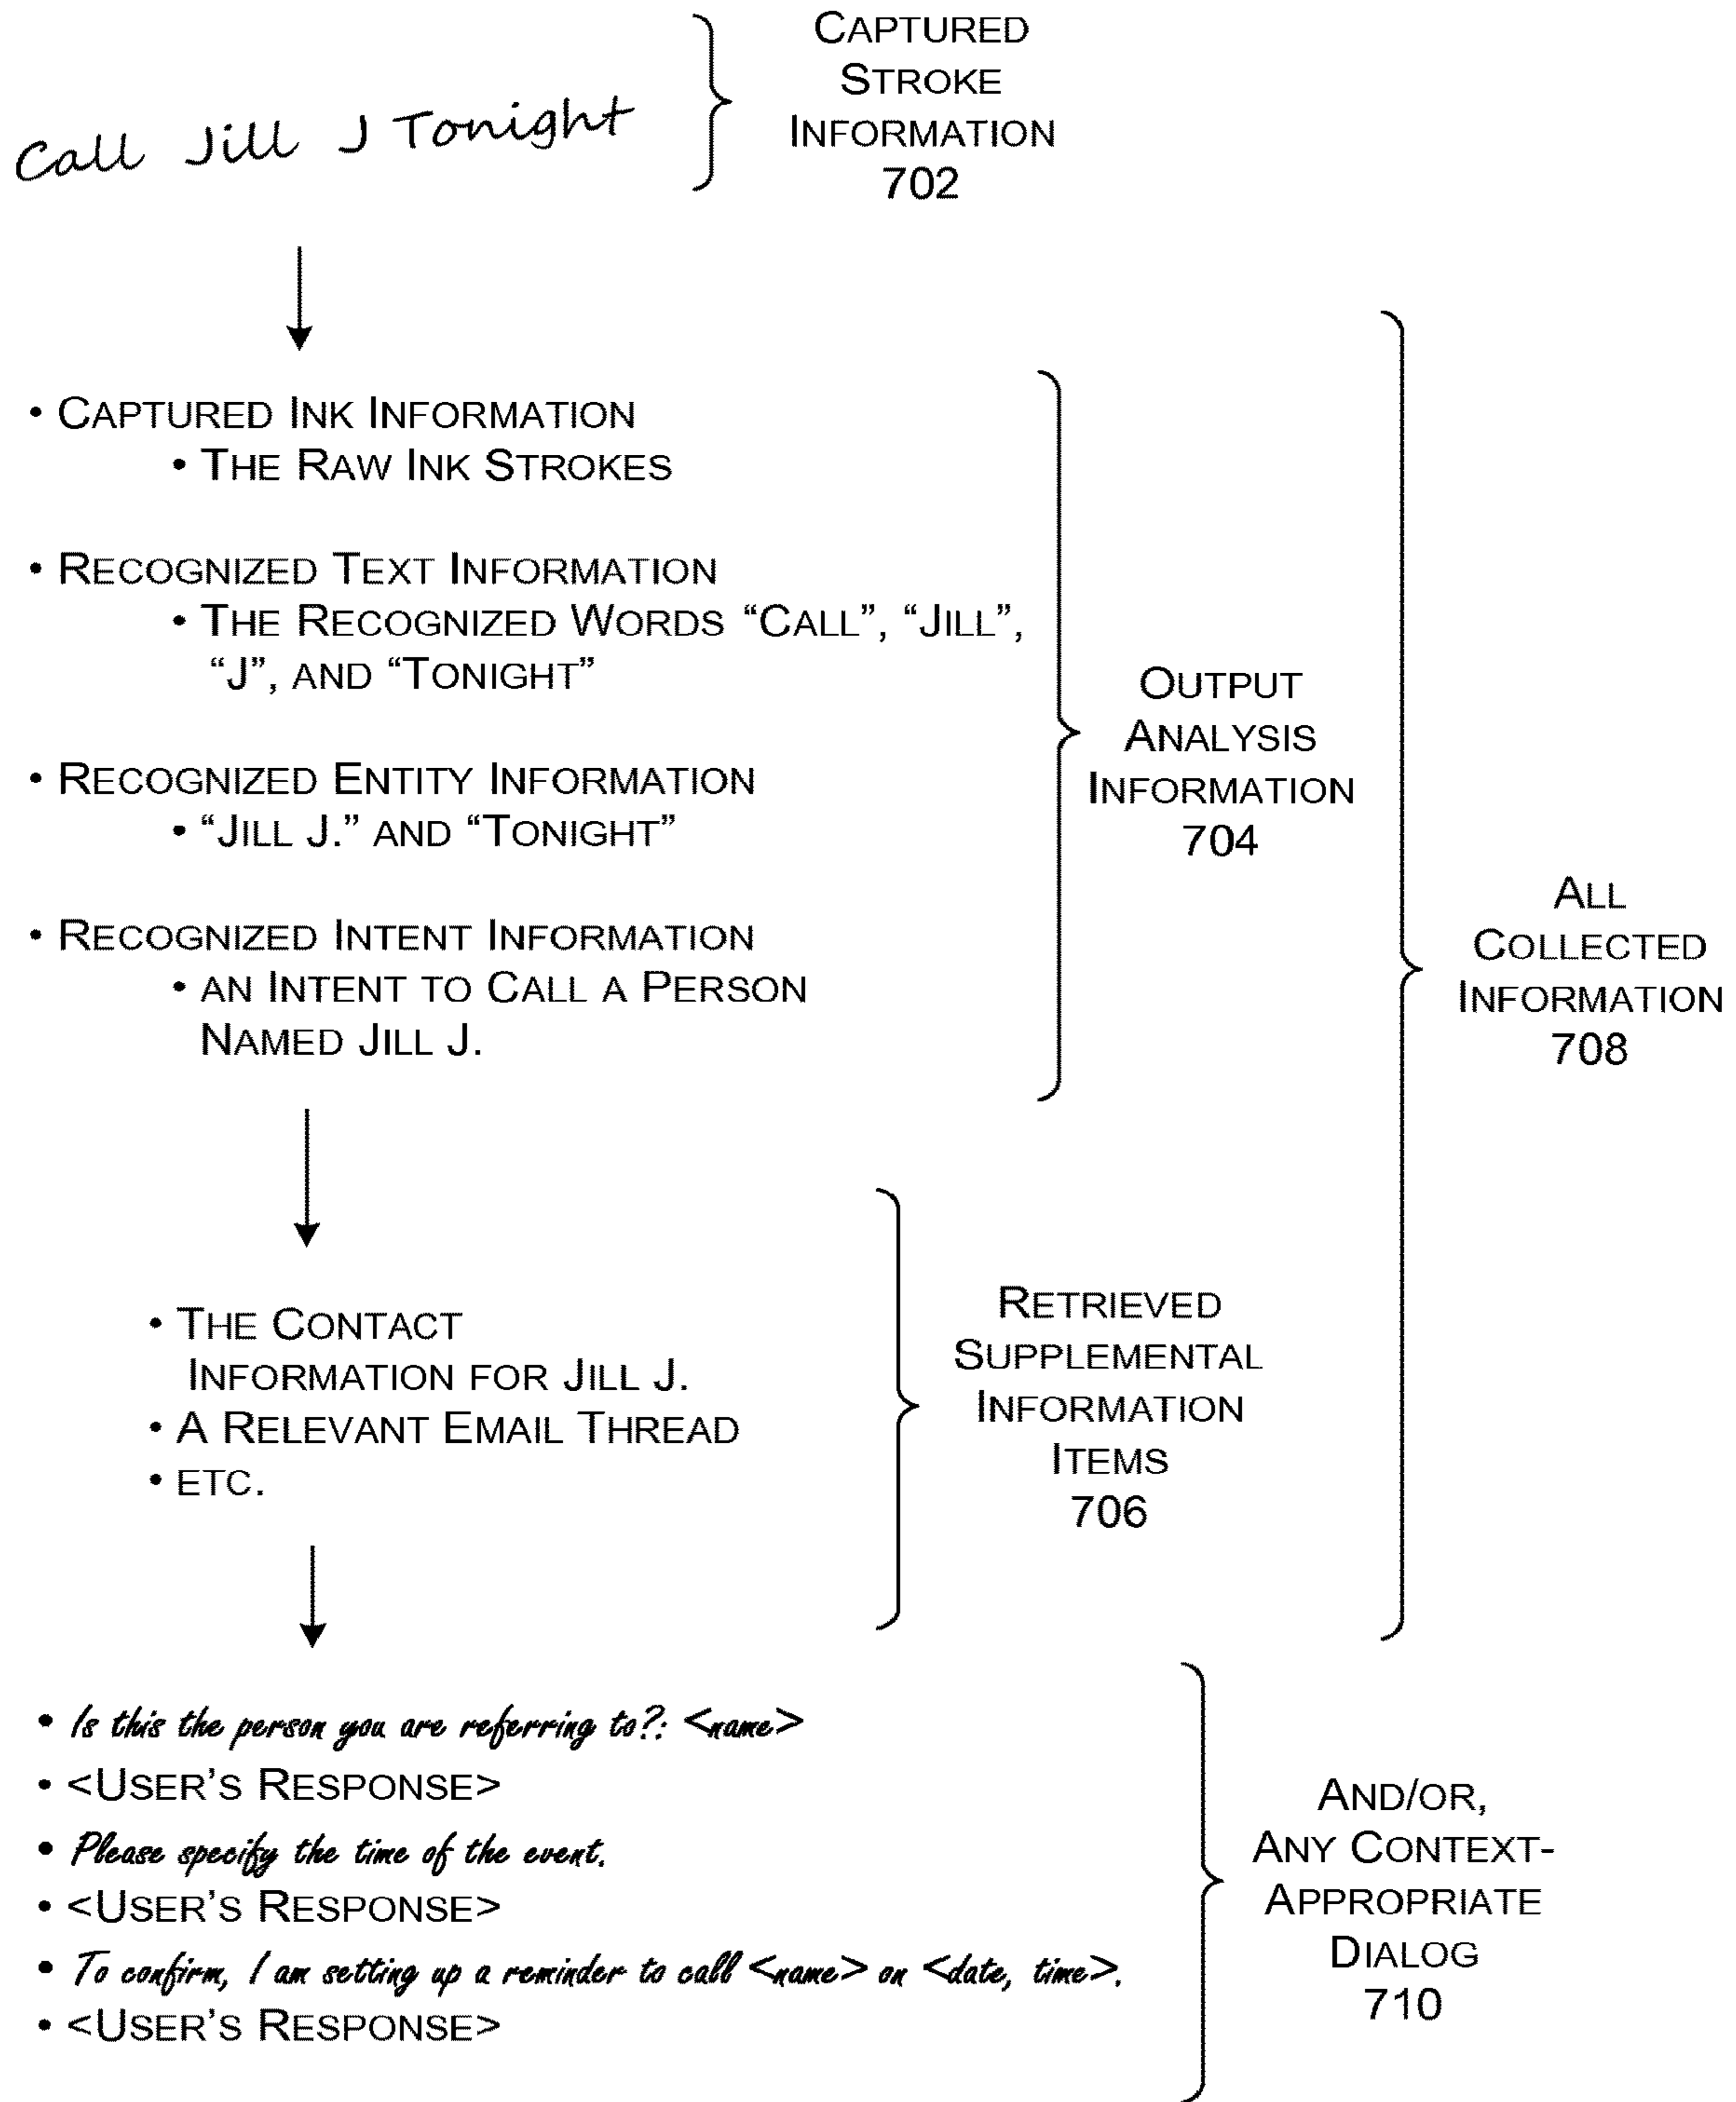 Call Jill J Tonight
CAPTURED
STROKE
INFORMATION
702
• CAPTURED INK INFORMATION
• THE RAW INK STROKES
• RECOGNIZED TEXT INFORMATION
• THE RECOGNIZED WORDS “CALL”, “JILL”,
“J”, AND “TONIGHT”
• RECOGNIZED ENTITY INFORMATION
• “JILL J.” AND “TONIGHT”
• RECOGNIZED INTENT INFORMATION
• AN INTENT TO CALL A PERSON
NAMED JILL J.
OUTPUT
ANALYSIS
INFORMATION
704
ALL
COLLECTED
INFORMATION
708
• THE CONTACT
INFORMATION FOR JILL J.
• A RELEVANT EMAIL THREAD
• ETC.
RETRIEVED
SUPPLEMENTAL
INFORMATION
ITEMS
706
• Is this the person you are referring to?: <name>
• <USER’S RESPONSE>
• Please specify the time of the event.
• <USER’S RESPONSE>
• To confirm, I am setting up a reminder to call <name> on <date, time>.
• <USER’S RESPONSE>
AND/OR,
ANY CONTEXT-
APPROPRIATE
DIALOG
710